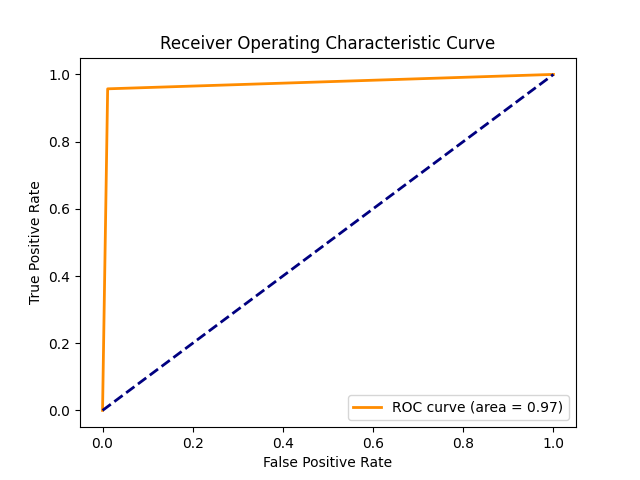 Receiver Operating Characteristic Curve
1.0
0.8
0.6
0.4
0.2
0.0
True Positive Rate
ROC curve (area = 0.97)
0.0 0.2 0.4 0.6 0.8 1.0
False Positive Rate